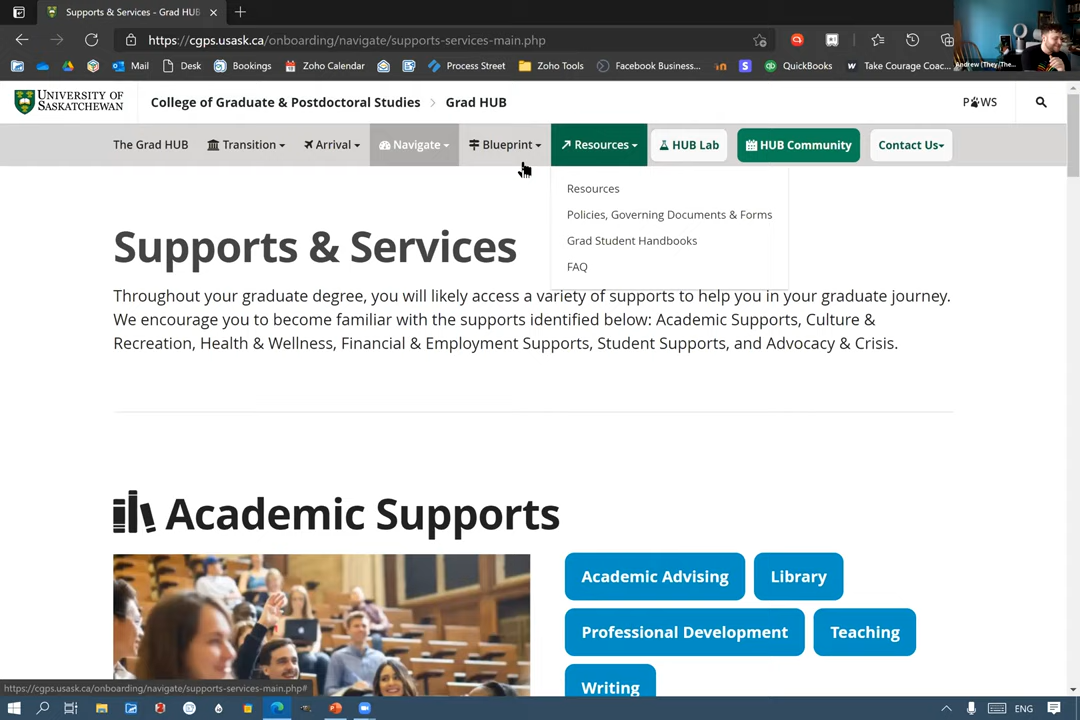 Supports & Services - Grad HUB
https://cgps.usask.ca/onboarding/navigate/supports-services-main.php
Mail
Desk
Bookings
Zoho Calendar
Process Street
Zoho Tools
Facebook Business...
QuickBooks
Take Courage Coac...
Andrew (They/The...
UNIVERSITY OF
SASKATCHEWAN
College of Graduate & Postdoctoral Studies > Grad HUB
PAWS
The Grad HUB
Transition
Arrival
Navigate
Blueprint
Resources
HUB Lab
HUB Community
Contact Us
Resources
Policies, Governing Documents & Forms
Grad Student Handbooks
FAQ
Supports & Services
Throughout your graduate degree, you will likely access a variety of supports to help you in your graduate journey.
We encourage you to become familiar with the supports identified below: Academic Supports, Culture &
Recreation, Health & Wellness, Financial & Employment Supports, Student Supports, and Advocacy & Crisis.
Academic Supports
Academic Advising
Library
Professional Development
Teaching
Writing
https://cgps.usask.ca/onboarding/navigate/supports-services-main.php#
ENG